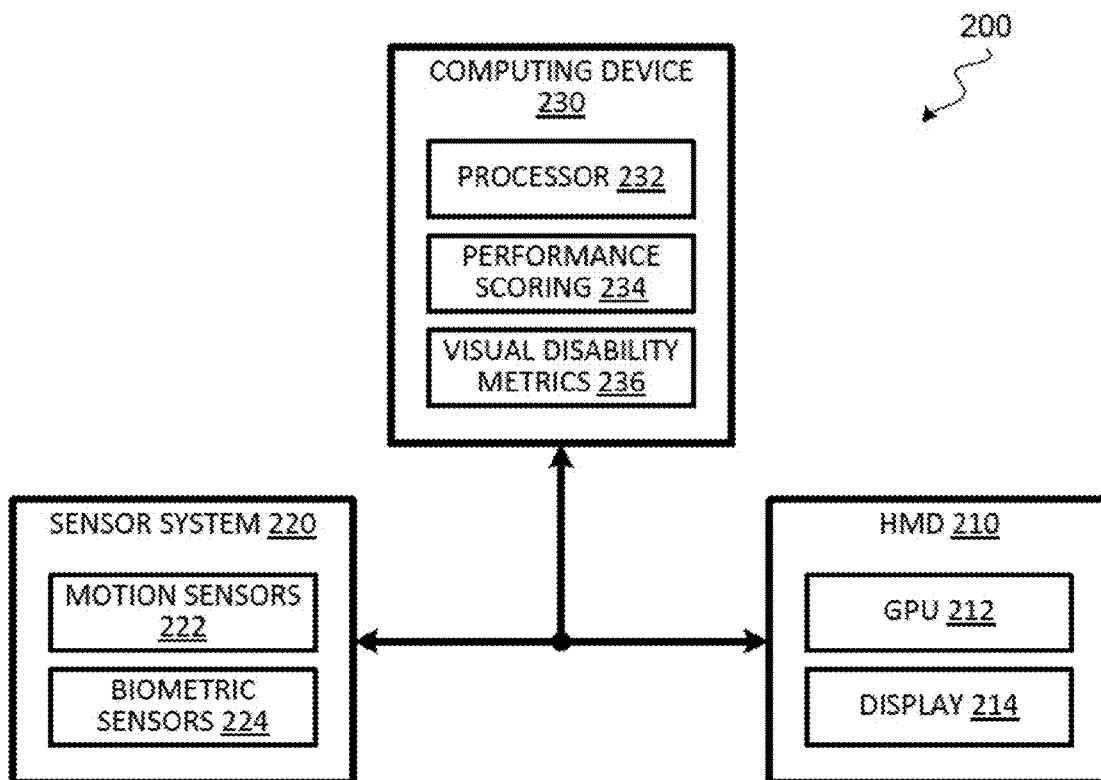 200
COMPUTING DEVICE
230
PROCESSOR 232
PERFORMANCE
SCORING 234
VISUAL DISABILITY
METRICS 236
SENSOR SYSTEM 220
MOTION SENSORS
222
BIOMETRIC
SENSORS 224
HMD 210
GPU 212
DISPLAY 214